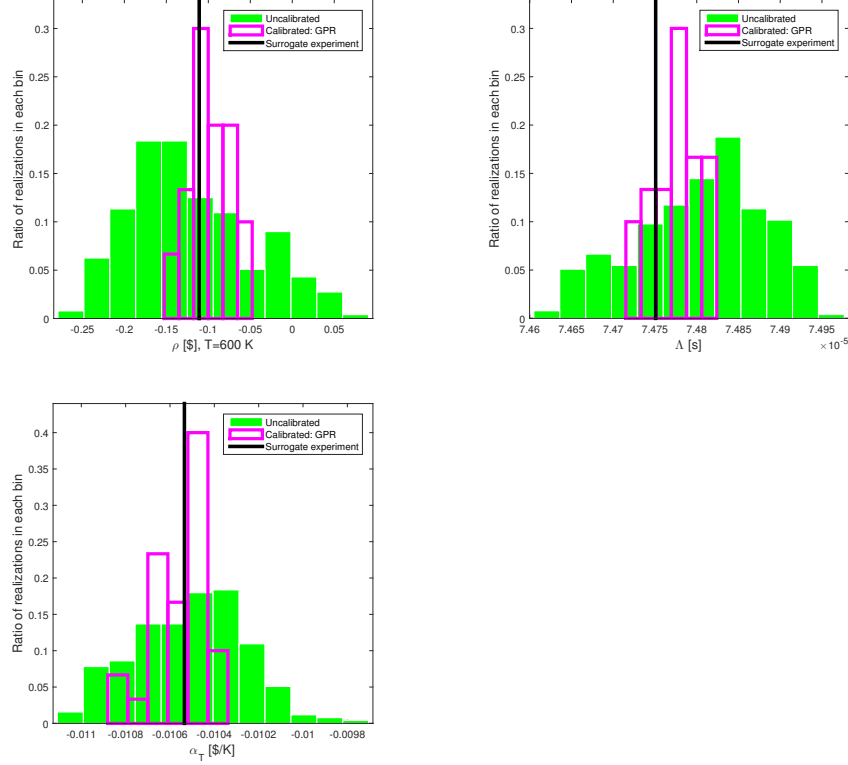 Ratio of realizations in each bin
0.3
0.25
0.2
0.15
0.1
0.05
0
-0.25 -0.2 -0.15 -0.1 -0.05 0 0.05
ρ [$], T=600 K
Uncalibrated
Calibrated: GPR
Surrogate experiment
Ratio of realizations in each bin
0.3
0.25
0.2
0.15
0.1
0.05
0
7.46 7.465 7.47 7.475 7.48 7.485 7.49 7.495
×10-5
Λ [s]
Uncalibrated
Calibrated: GPR
Surrogate experiment
Ratio of realizations in each bin
0.4
0.35
0.3
0.25
0.2
0.15
0.1
0.05
0
-0.011 -0.0108 -0.0106 -0.0104 -0.0102 -0.01 -0.0098
αT [$/K]
Uncalibrated
Calibrated: GPR
Surrogate experiment